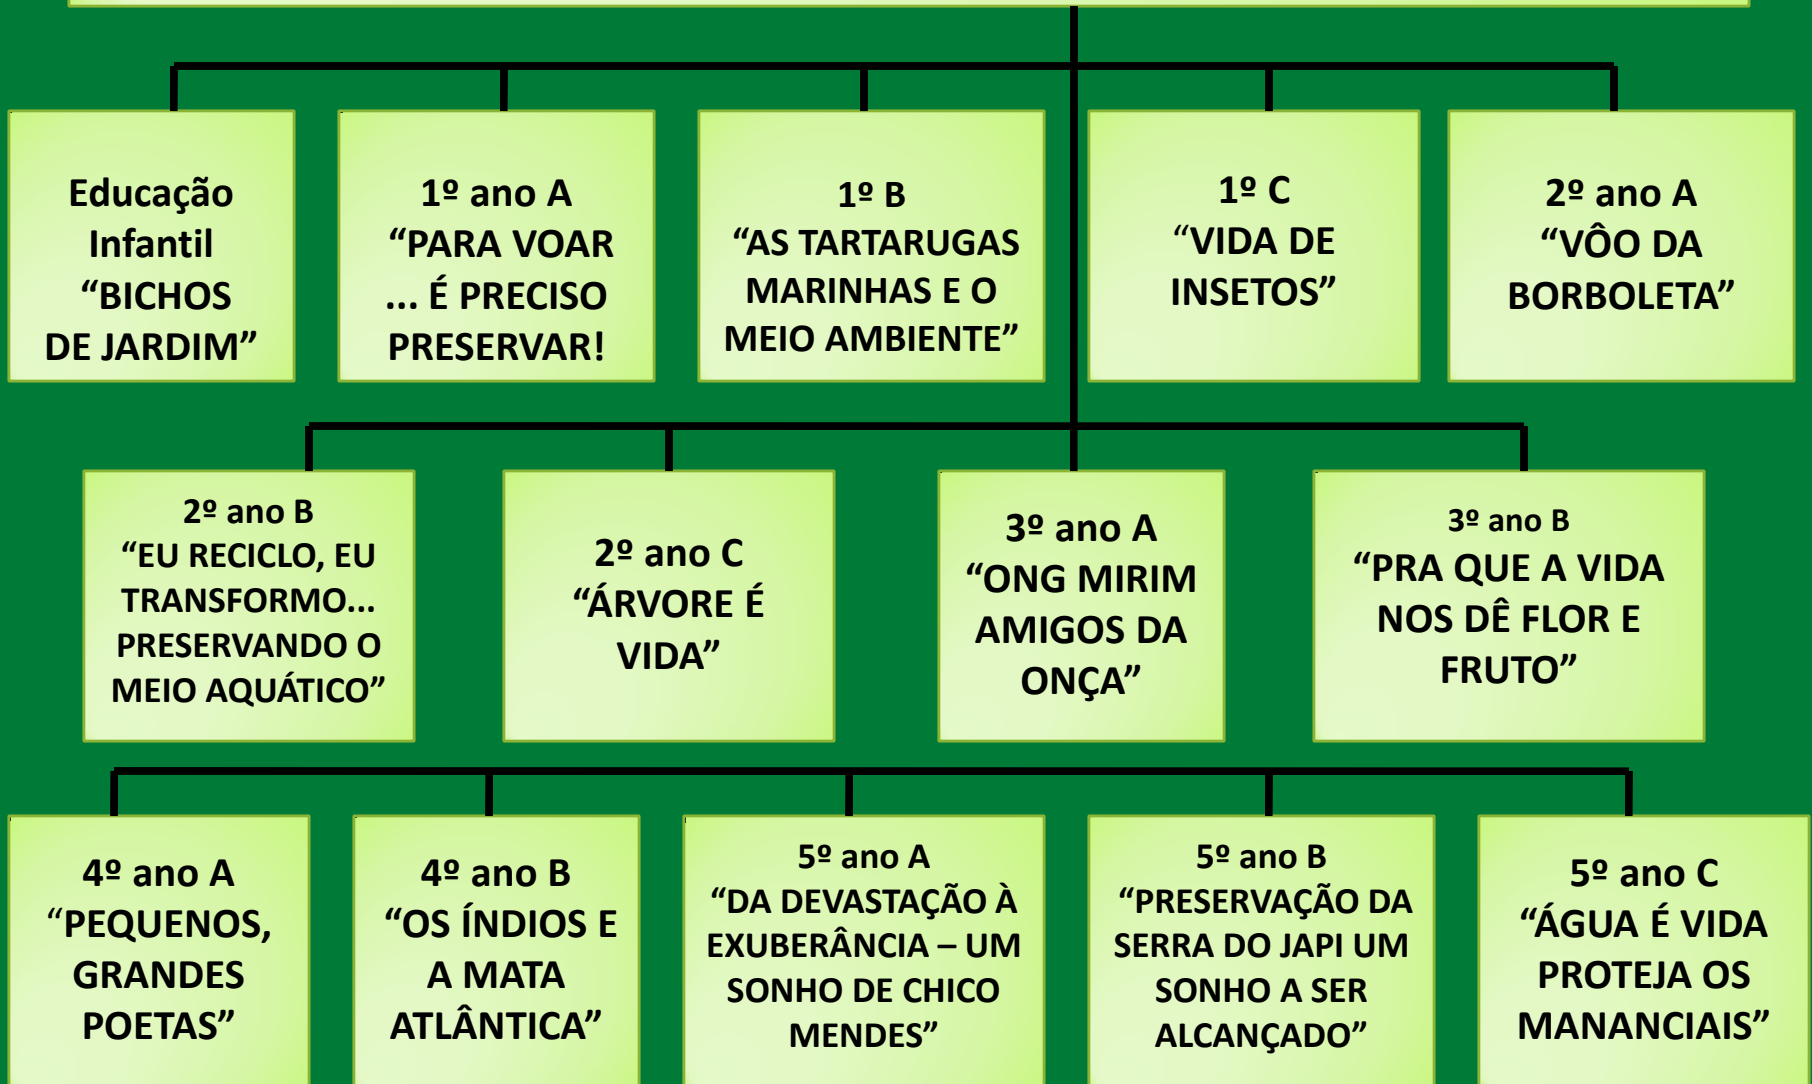 Educação
Infantil
“BICHOS
DE JARDIM”
1º ano A
“PARA VOAR
... É PRECISO
PRESERVAR!
1º B
“AS TARTARUGAS
MARINHAS E O
MEIO AMBIENTE”
1º C
“VIDA DE
INSETOS”
2º ano A
“VÔO DA
BORBOLETA”
2º ano B
“EU RECICLO, EU
TRANSFORMO...
PRESERVANDO O
MEIO AQUÁTICO”
2º ano C
“ÁRVORE É
VIDA”
3º ano A
“ONG MIRIM
AMIGOS DA
ONÇA”
3º ano B
“PRA QUE A VIDA
NOS DÊ FLOR E
FRUTO”
4º ano A
“PEQUENOS,
GRANDES
POETAS”
4º ano B
“OS ÍNDIOS E
A MATA
ATLÂNTICA”
5º ano A
“DA DEVASTAÇÃO À
EXUBERÂNCIA – UM
SONHO DE CHICO
MENDES”
5º ano B
“PRESERVAÇÃO DA
SERRA DO JAPI UM
SONHO A SER
ALCANÇADO”
5º ano C
“ÁGUA É VIDA
PROTEJA OS
MANANCIAIS”